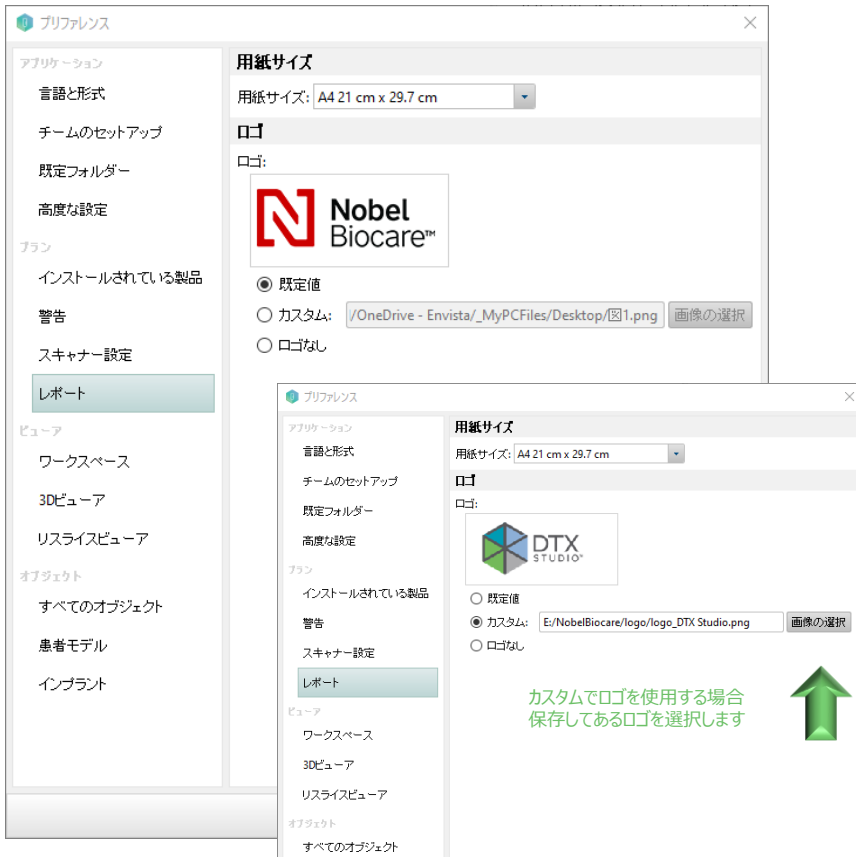 プリファレンス
アプリケーション
言語と形式
チームのセットアップ
既定フォルダー
高度な設定
プラン
インストールされている製品
警告
スキャナー設定
レポート
ビューア
ワークスペース
3Dビューア
リスライスビューア
オブジェクト
すべてのオブジェクト
患者モデル
インプラント
用紙サイズ
用紙サイズ: A4 21 cm x 29.7 cm
ロゴ
ロゴ:
Nobel
Biocare™
既定値
カスタム: /OneDrive - Envista/_MyPCFiles/Desktop/図1.png 画像の選択
ロゴなし
プリファレンス
アプリケーション
言語と形式
チームのセットアップ
既定フォルダー
高度な設定
プラン
インストールされている製品
警告
スキャナー設定
レポート
ビューア
ワークスペース
3Dビューア
リスライスビューア
オブジェクト
すべてのオブジェクト
用紙サイズ
用紙サイズ: A4 21 cm x 29.7 cm
ロゴ
ロゴ:
DTX
STUDIO™
既定値
カスタム: E:/NobelBiocare/logo/logo_DTX Studio.png 画像の選択
ロゴなし
カスタムでロゴを使用する場合
保存してあるロゴを選択します